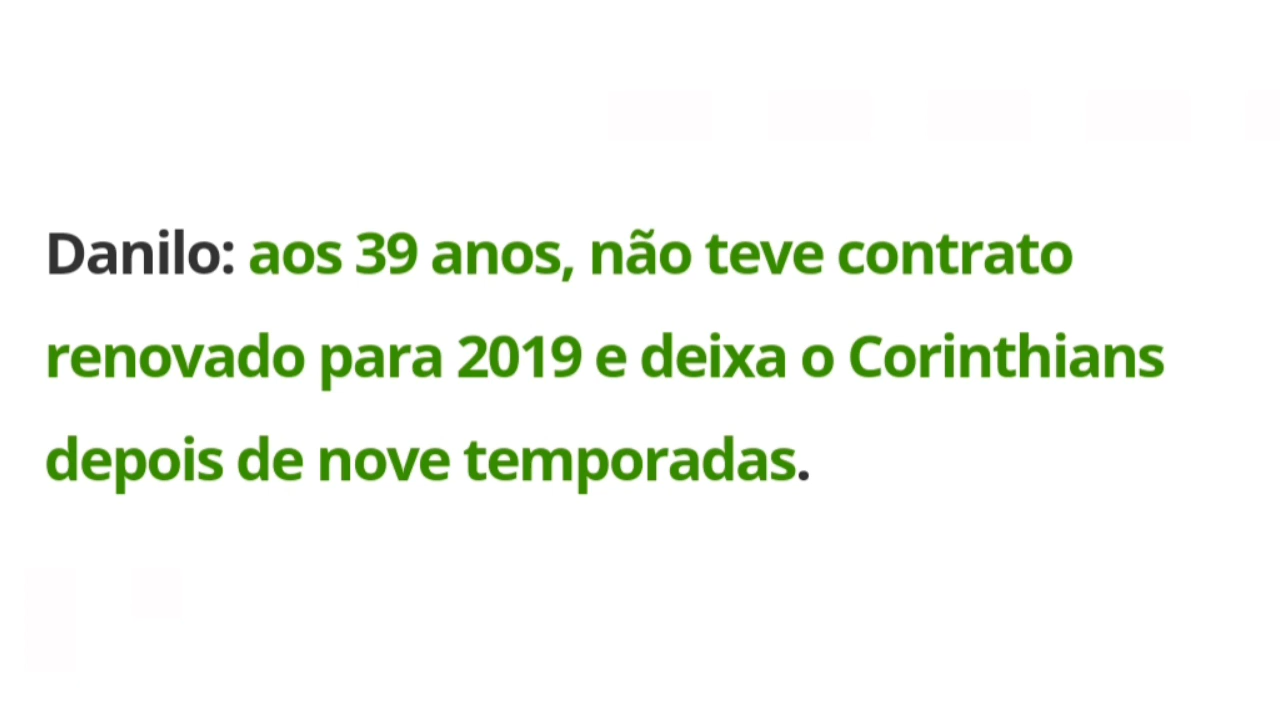 Danilo: aos 39 anos, não teve contrato
renovado para 2019 e deixa o Corinthians
depois de nove temporadas.